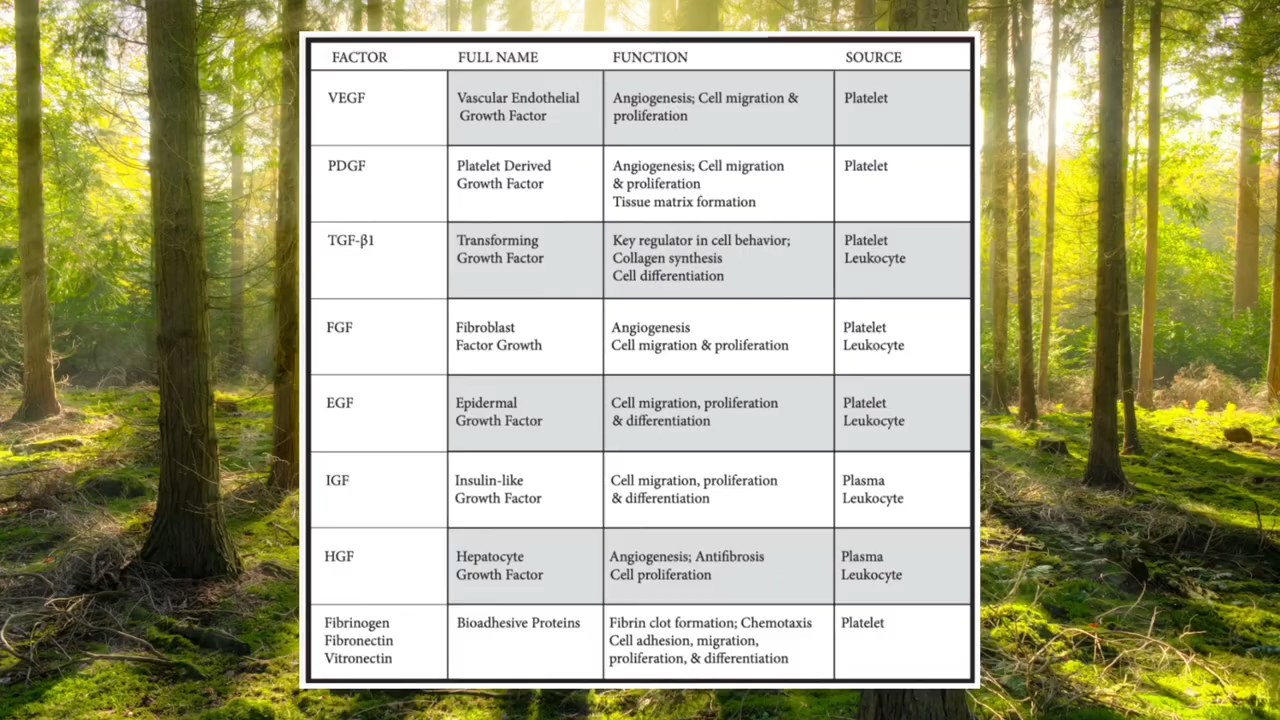 FACTOR FULL NAME FUNCTION SOURCE
VEGF Vascular Endothelial Angiogenesis; Cell migration & Platelet
Growth Factor proliferation
PDGF Platelet Derived Angiogenesis; Cell migration Platelet
Growth Factor & proliferation
Tissue matrix formation
TGF-β1 Transforming Key regulator in cell behavior; Platelet
Growth Factor Collagen synthesis Leukocyte
Cell differentiation
FGF Fibroblast Angiogenesis Platelet
Factor Growth Cell migration & proliferation Leukocyte
EGF Epidermal Cell migration, proliferation Platelet
Growth Factor & differentiation Leukocyte
IGF Insulin-like Cell migration, proliferation Plasma
Growth Factor & differentiation Leukocyte
HGF Hepatocyte Angiogenesis; Antifibrosis Plasma
Growth Factor Cell proliferation Leukocyte
Fibrinogen Bioadhesive Proteins Fibrin clot formation; Chemotaxis Platelet
Fibronectin Cell adhesion, migration,
Vitronectin proliferation, & differentiation